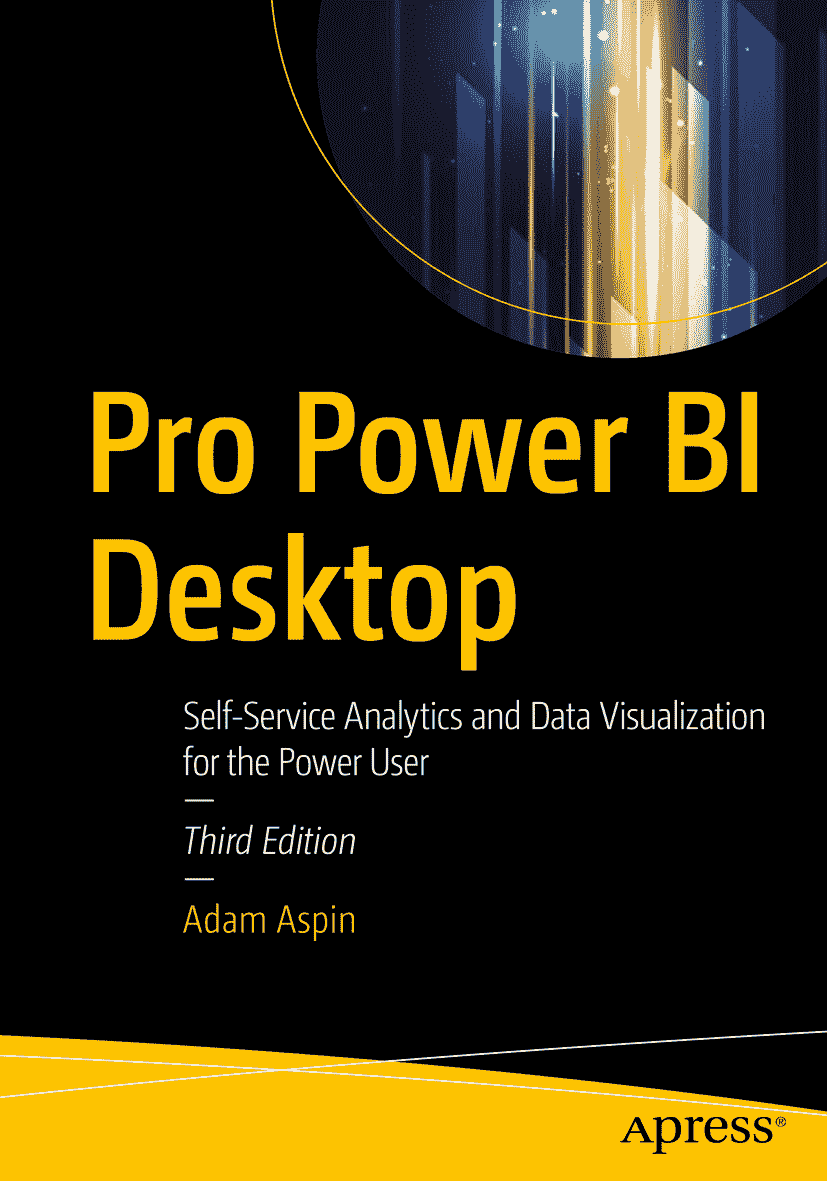 Pro Power BI
Desktop
Self-Service Analytics and Data Visualization
for the Power User
Third Edition
Adam Aspin
Apress®